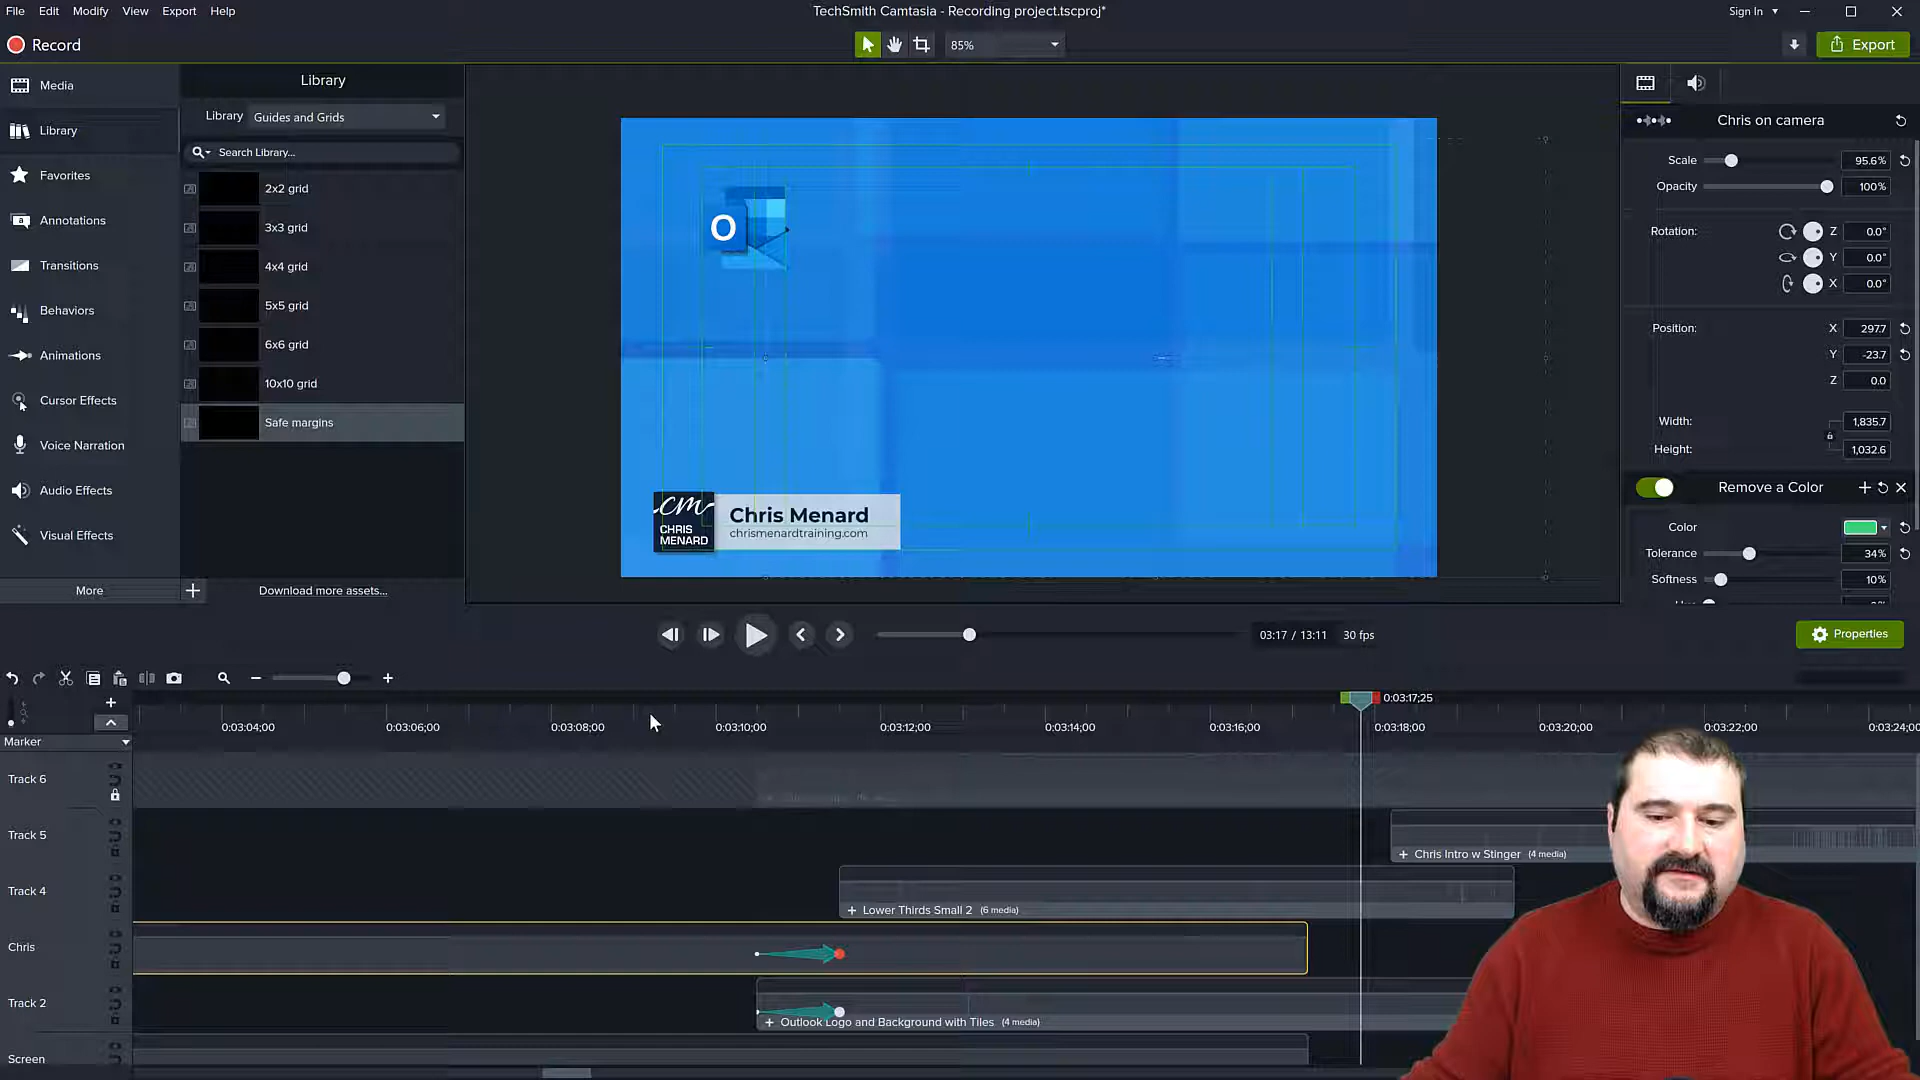 File Edit Modify View Export Help
TechSmith Camtasia - Recording project.tscproj*
Sign In
Record
85%
Export
Media
Library
Favorites
Annotations
Transitions
Behaviors
Animations
Cursor Effects
Voice Narration
Audio Effects
Visual Effects
More
Library
Library Guides and Grids
Search Library...
2x2 grid
3x3 grid
4x4 grid
5x5 grid
6x6 grid
10x10 grid
Safe margins
Download more assets...
O
cm
CHRIS
MENARD
Chris Menard
chrismenardtraining.com
Chris on camera
Scale 95.6%
Opacity 100%
Rotation: Z 0.0°
Y 0.0°
X 0.0°
Position: X 297.7
Y -23.7
Z 0.0
Width: 1,835.7
Height: 1,032.6
Remove a Color
Color
Tolerance 34%
Softness 10%
03:17 / 13:11 30 fps
Properties
0:03:17;25
0:03:04;00 0:03:06;00 0:03:08;00 0:03:10;00 0:03:12;00 0:03:14;00 0:03:16;00 0:03:18;00 0:03:20;00 0:03:22;00 0:03:24;00
Marker
Track 6
Track 5
Chris Intro w Stinger (4 media)
Track 4
Lower Thirds Small 2 (6 media)
Chris
Track 2
Outlook Logo and Background with Tiles (4 media)
Screen